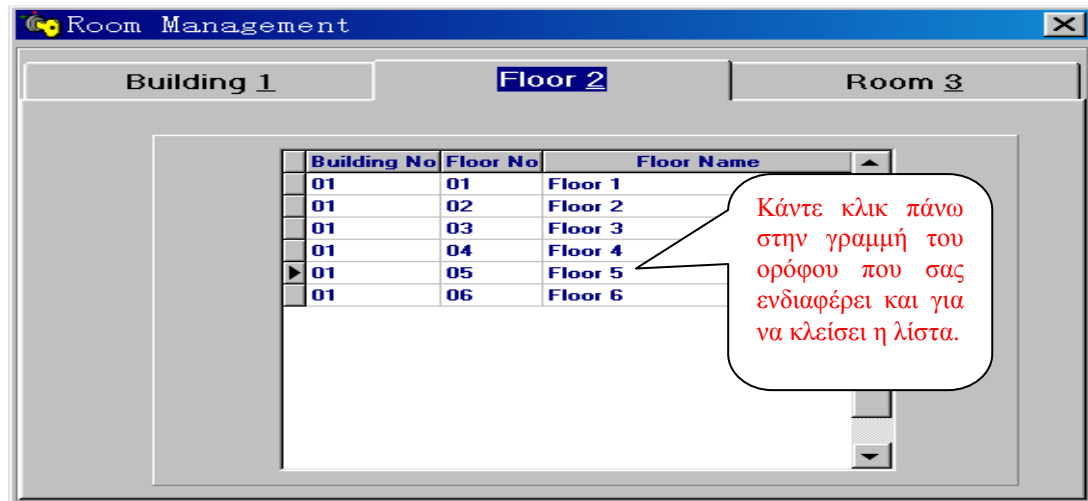 Room Management
Building 1
Floor 2
Room 3
Building No Floor No Floor Name
01 01 Floor 1
01 02 Floor 2
01 03 Floor 3
01 04 Floor 4
01 05 Floor 5
01 06 Floor 6
Κάντε κλικ πάνω
στην γραμμή του
ορόφου που σας
ενδιαφέρει και για
να κλείσει η λίστα.